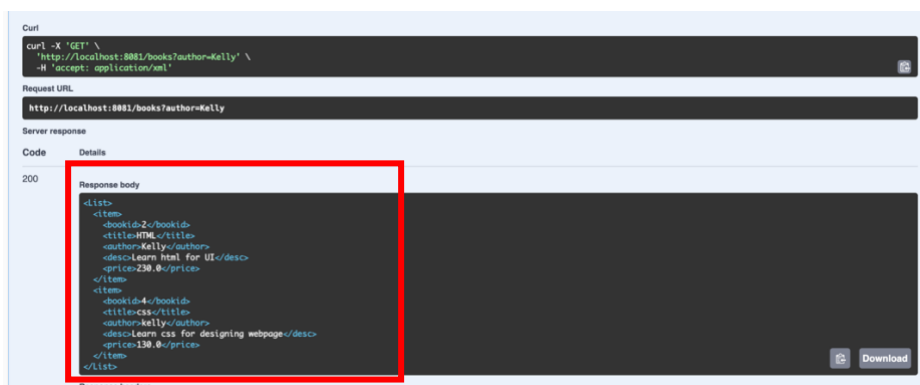 Curl
curl -X 'GET' \
'http://localhost:8081/books?author=Kelly' \
-H 'accept: application/xml'
Request URL
http://localhost:8081/books?author=Kelly
Server response
Code Details
200
Response body
<List>
<item>
<bookid>2</bookid>
<title>HTML</title>
<author>Kelly</author>
<desc>Learn html for UI</desc>
<price>230.0</price>
</item>
<item>
<bookid>4</bookid>
<title>css</title>
<author>kelly</author>
<desc>Learn css for designing webpage</desc>
<price>130.0</price>
</item>
</List>
Download